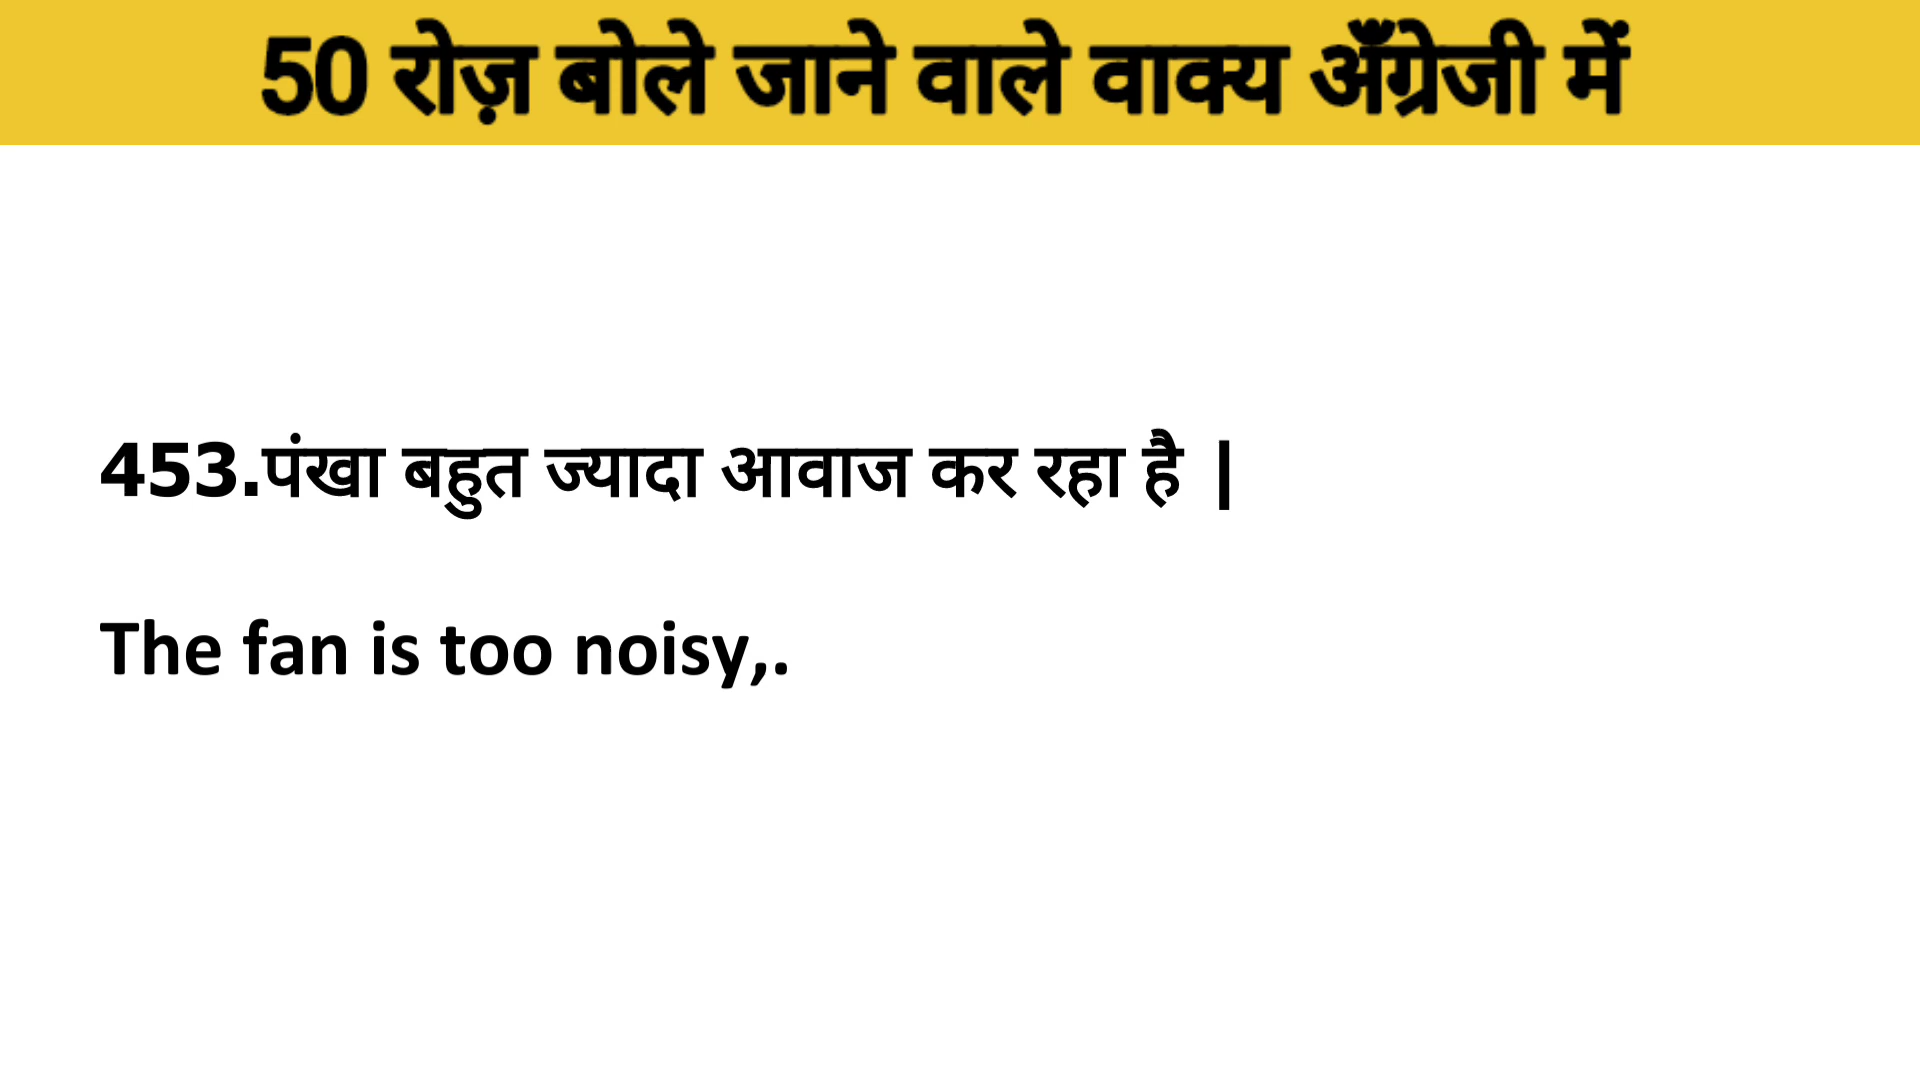 50 रोज़ बोले जाने वाले वाक्य अँग्रेजी में
453.पंखा बहुत ज्यादा आवाज कर रहा है |
The fan is too noisy,.